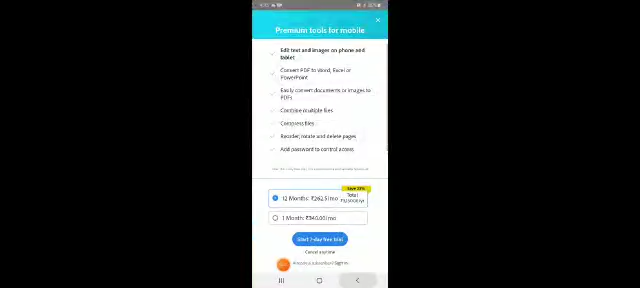 Premium tools for mobile
Edit text and images on phone and
tablet
Convert PDF to Word, Excel or
PowerPoint
Easily convert documents or images to
PDFs
Combine multiple files
Compress files
Reorder, rotate and delete pages
Add password to control access
Save 23%
12 Months: ₹262.51/mo
Total
1 Month: ₹340.00/mo
Start 7-day free trial
Cancel anytime
Sign in